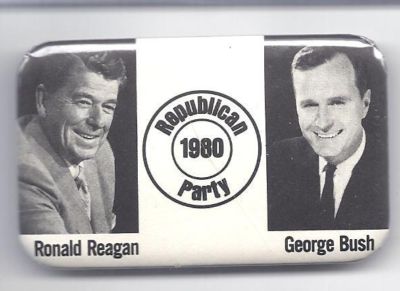 Republican
1980
Party
Ronald Reagan
George Bush